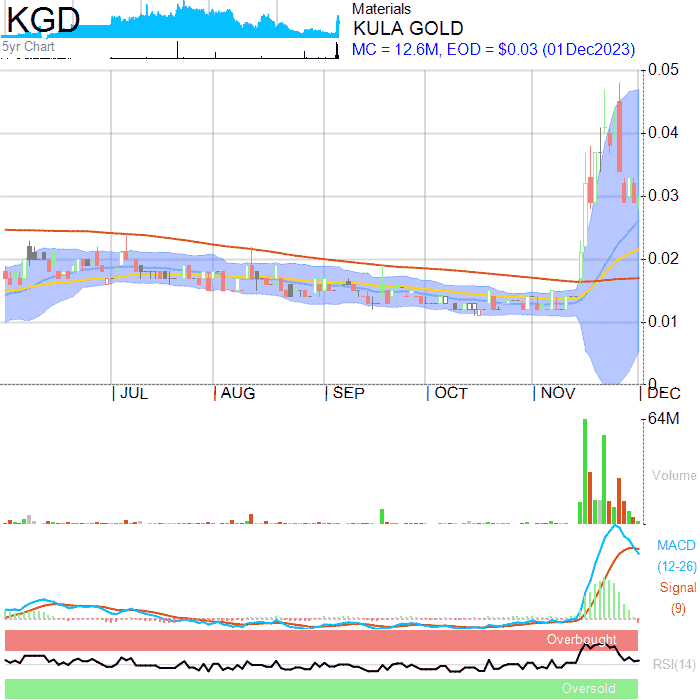 KGD
5yr Chart
Materials
KULA GOLD
MC = 12.6M, EOD = $0.03 (01Dec2023)
0.05
0.04
0.03
0.02
0.01
0
JUL AUG SEP OCT NOV DEC
64M
Volume
MACD
(12-26)
Signal
(9)
Overbought
RSI(14)
Oversold